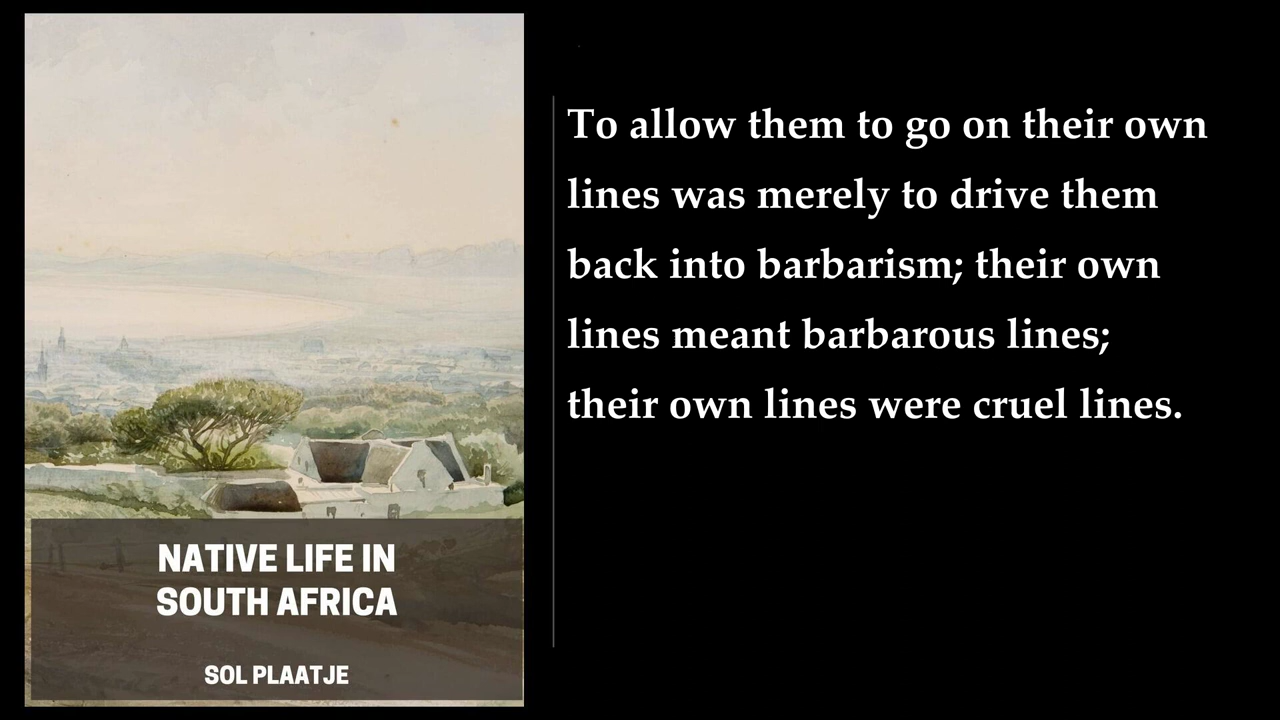 NATIVE LIFE IN
SOUTH AFRICA
SOL PLAATJE
To allow them to go on their own
lines was merely to drive them
back into barbarism; their own
lines meant barbarous lines;
their own lines were cruel lines.